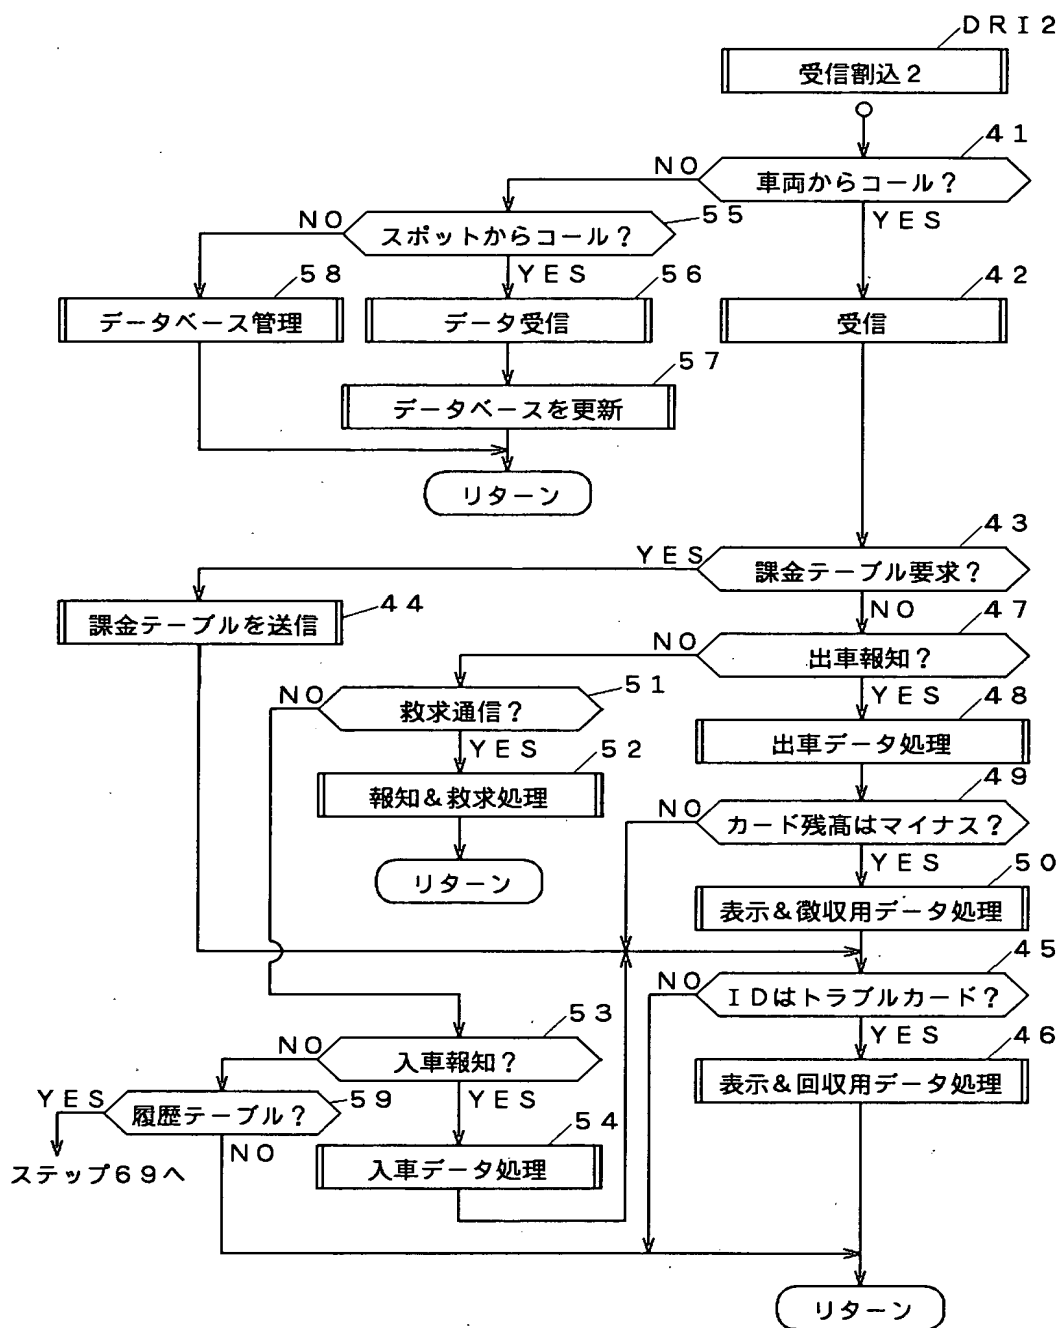 ＤＲＩ２
受信割込２
４１
車両からコール？
ＮＯ
ＹＥＳ
５５
スポットからコール？
ＮＯ
ＹＥＳ
５８
データベース管理
５６
データ受信
４２
受信
５７
データベースを更新
リターン
４３
課金テーブル要求？
ＹＥＳ
ＮＯ
４４
課金テーブルを送信
４７
出車報知？
ＮＯ
ＹＥＳ
５１
救求通信？
ＮＯ
ＹＥＳ
４８
出車データ処理
５２
報知＆救求処理
４９
カード残高はマイナス？
ＮＯ
ＹＥＳ
リターン
５０
表示＆徴収用データ処理
４５
ＩＤはトラブルカード？
ＮＯ
ＹＥＳ
５３
入車報知？
ＮＯ
ＹＥＳ
４６
表示＆回収用データ処理
５９
履歴テーブル？
ＹＥＳ
ＮＯ
ステップ６９へ
５４
入車データ処理
リターン